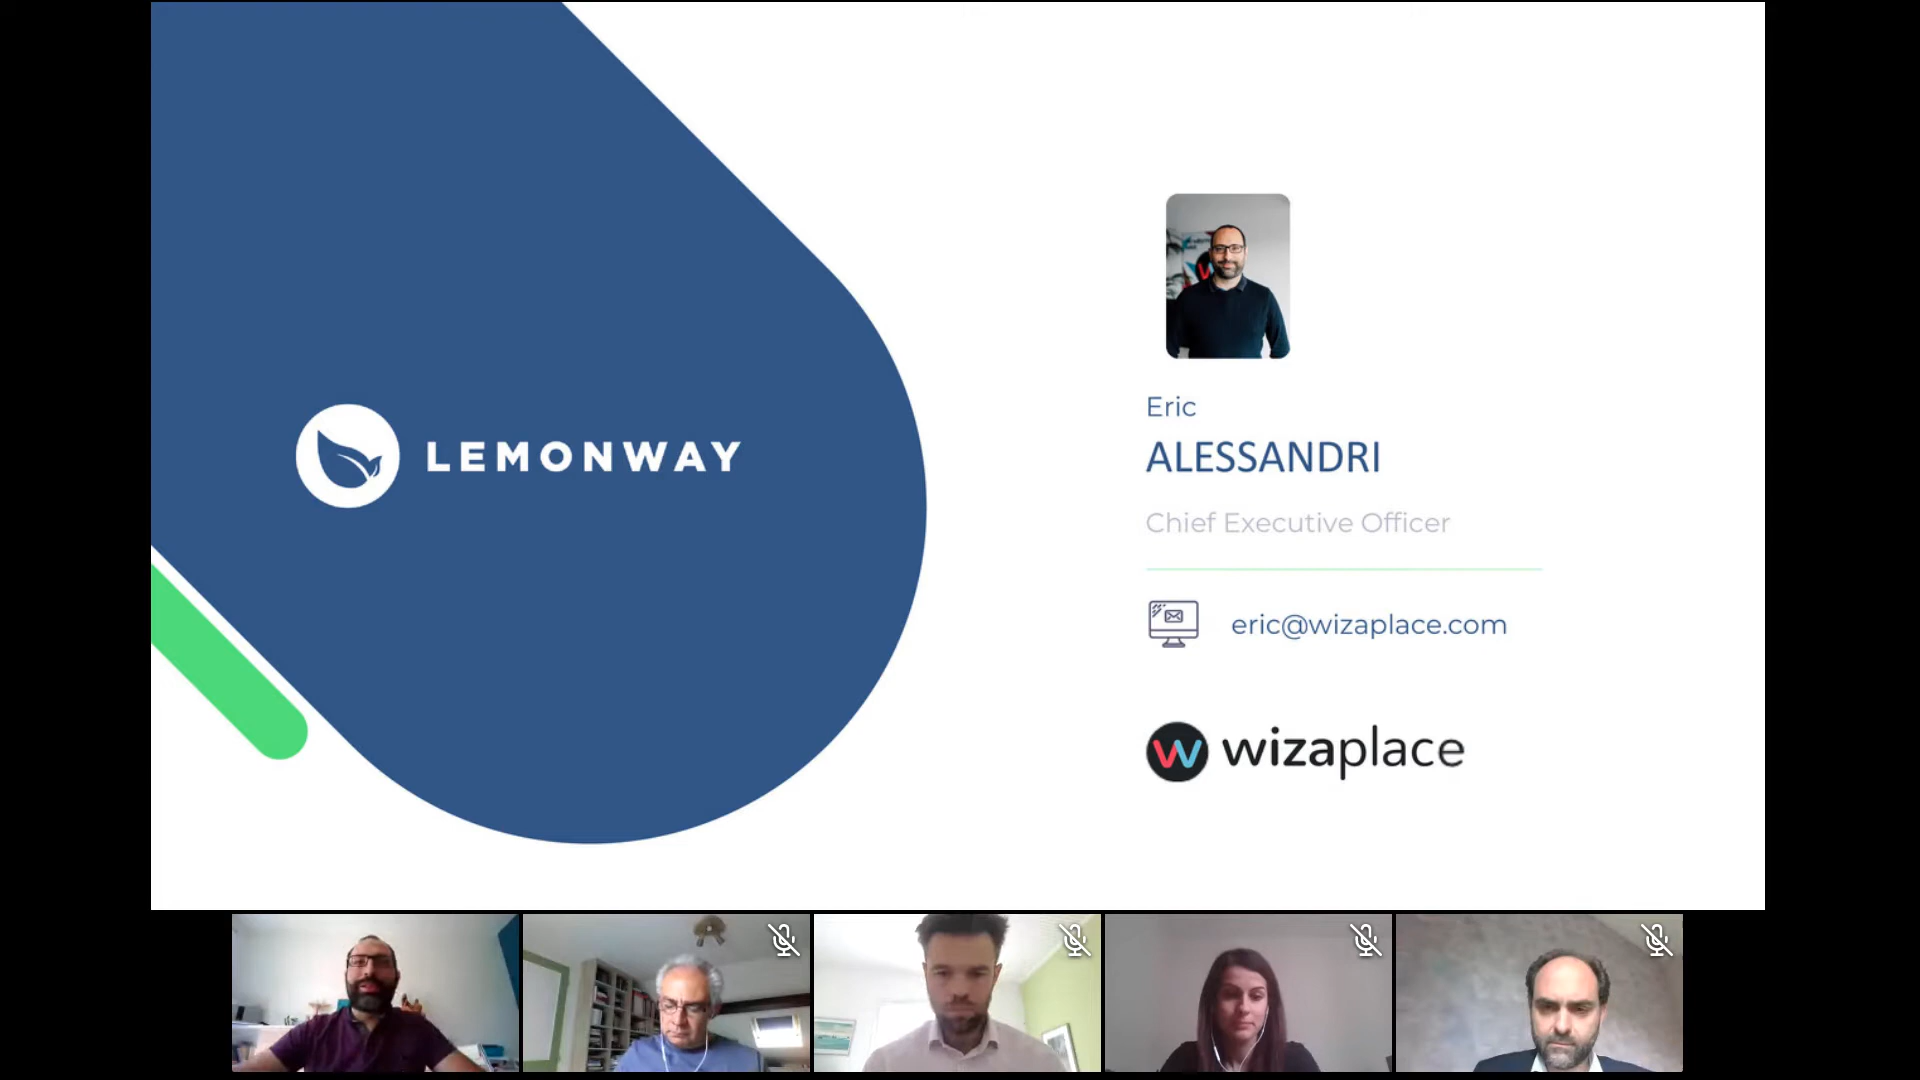 LEMONWAY
Eric
ALESSANDRI
Chief Executive Officer
eric@wizaplace.com
wizaplace